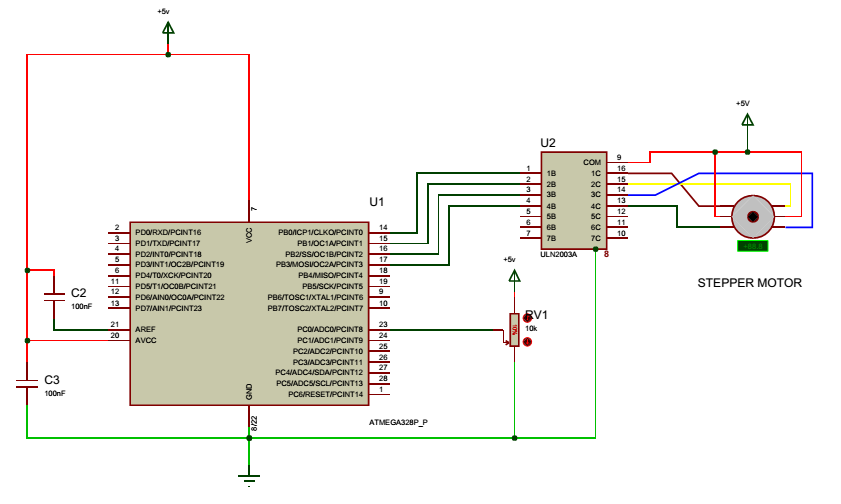 +5v
+5V
U2
COM 9
1 1B 1C 16
2 2B 2C 15
3 3B 3C 14
4 4B 4C 13
5 5B 5C 12
6 6B 6C 11
7 7B 7C 10
ULN2003A 8
U1
7
VCC
2 PD0/RXD/PCINT16 PB0/ICP1/CLKO/PCINT0 14
3 PD1/TXD/PCINT17 PB1/OC1A/PCINT1 15
4 PD2/INT0/PCINT18 PB2/SS/OC1B/PCINT2 16
5 PD3/INT1/OC2B/PCINT19 PB3/MOSI/OC2A/PCINT3 17
6 PD4/T0/XCK/PCINT20 PB4/MISO/PCINT4 18
11 PD5/T1/OC0B/PCINT21 PB5/SCK/PCINT5 19
12 PD6/AIN0/OC0A/PCINT22 PB6/TOSC1/XTAL1/PCINT6 9
13 PD7/AIN1/PCINT23 PB7/TOSC2/XTAL2/PCINT7 10
21 AREF PC0/ADC0/PCINT8 23
20 AVCC PC1/ADC1/PCINT9 24
PC2/ADC2/PCINT10 25
PC3/ADC3/PCINT11 26
PC4/ADC4/SDA/PCINT12 27
PC5/ADC5/SCL/PCINT13 28
PC6/RESET/PCINT14 1
GND
8/22
ATMEGA328P_P
C2
100nF
C3
100nF
+5v
RV1
10k
STEPPER MOTOR